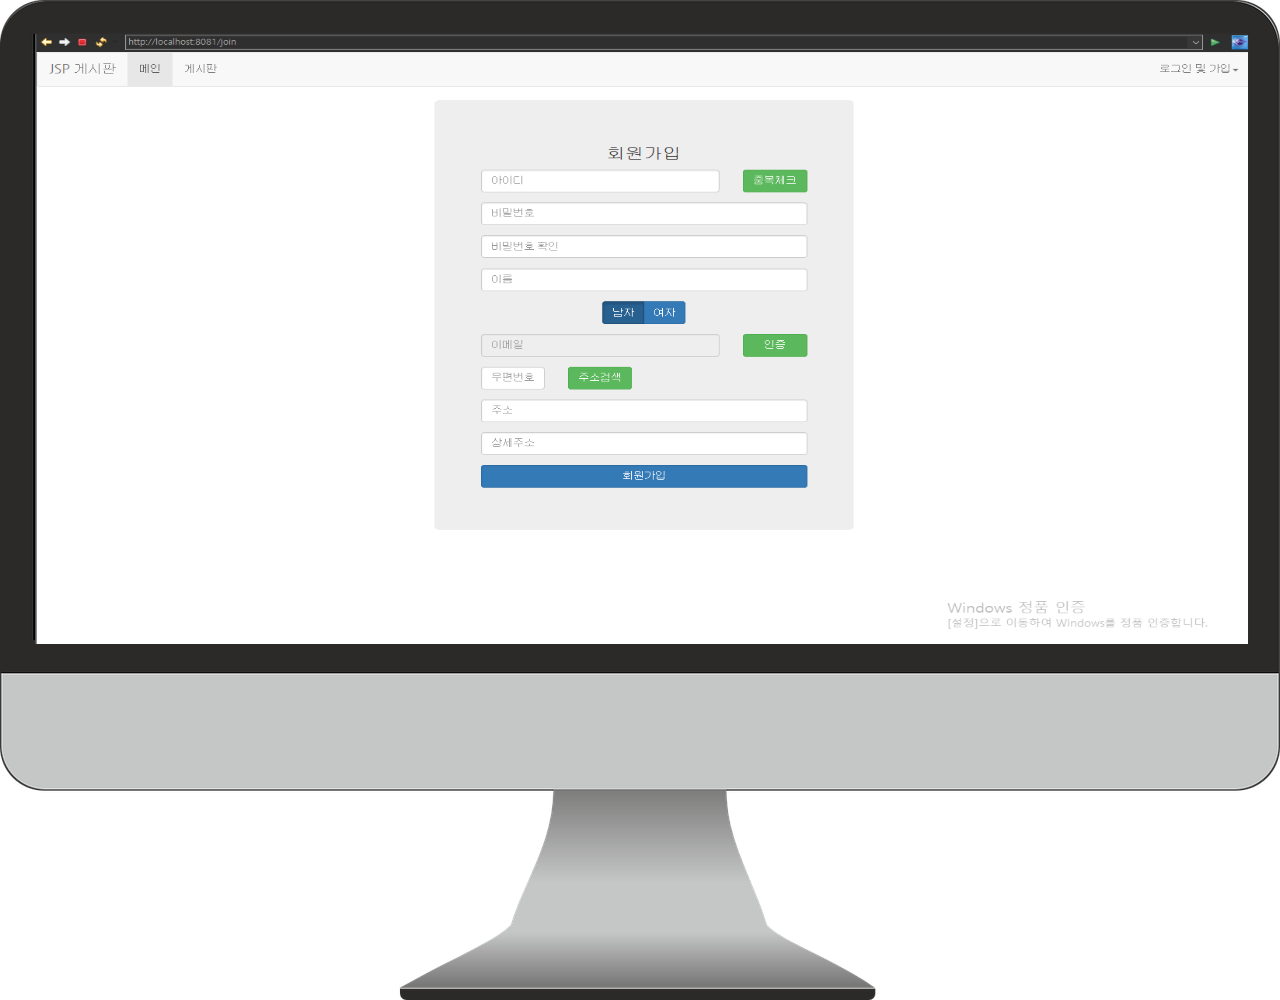 http://localhost:8081/join
JSP 게시판 메인 게시판 로그인 및 가입
회원가입
아이디 중복체크
비밀번호
비밀번호 확인
이름
남자 여자
이메일 인증
우편번호 주소검색
주소
상세주소
회원가입
Windows 정품 인증
[설정]으로 이동하여 Windows를 정품 인증합니다.